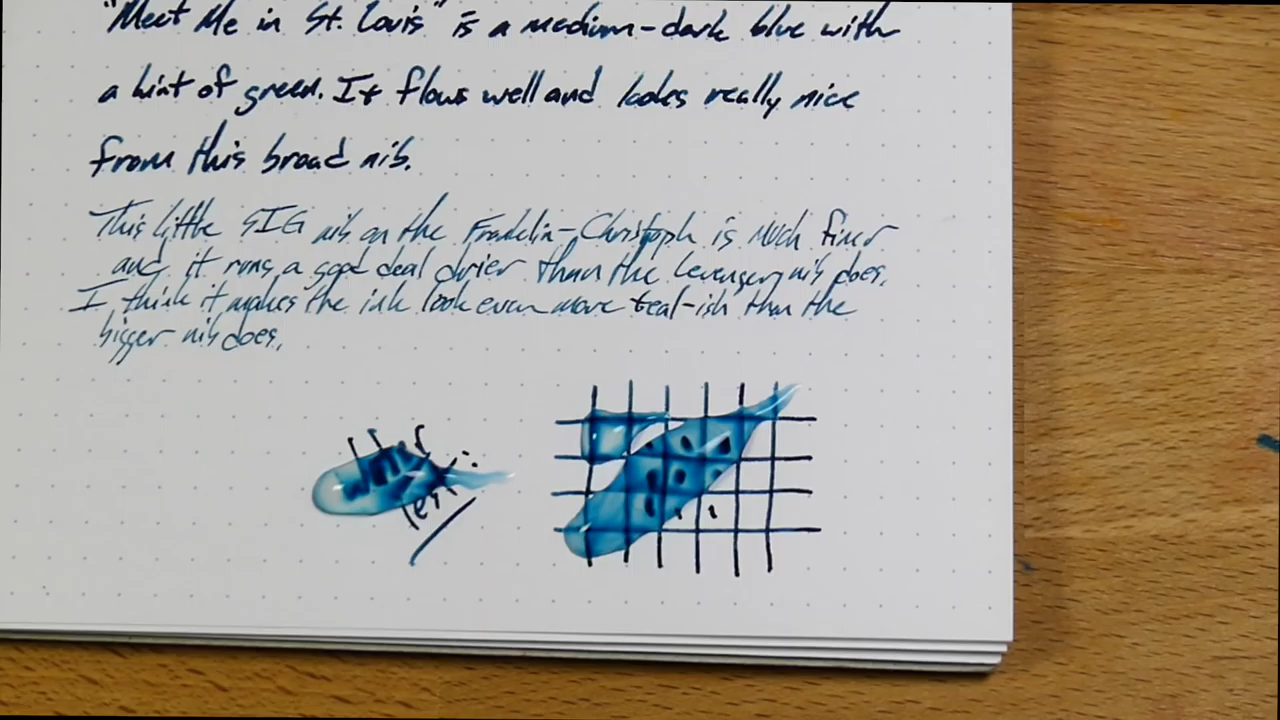 "Meet Me in St. Louis" is a medium-dark blue with
a hint of green. It flows well and looks really nice
from this broad nib.
This little SIG nib on the Franklin-Christoph is much finer
and it runs a good deal drier than the Levenger nib does.
I think it makes the ink look even more teal-ish than the
bigger nib does.
Water
Test: